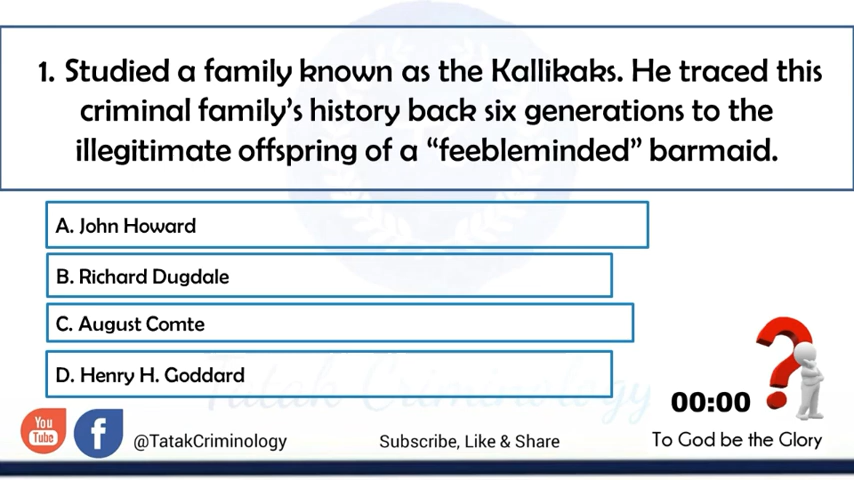 1. Studied a family known as the Kallikaks. He traced this
criminal family's history back six generations to the
illegitimate offspring of a “feebleminded” barmaid.
A. John Howard
B. Richard Dugdale
C. August Comte
D. Henry H. Goddard
Tatak Criminology
00:00
You
Tube
f
@TatakCriminology
Subscribe, Like & Share
To God be the Glory